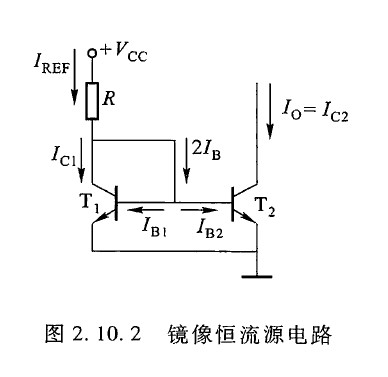 +V_CC
I_REF
R
I_O = I_C2
I_C1
2I_B
T_1
T_2
I_B1
I_B2
图 2.10.2 镜像恒流源电路